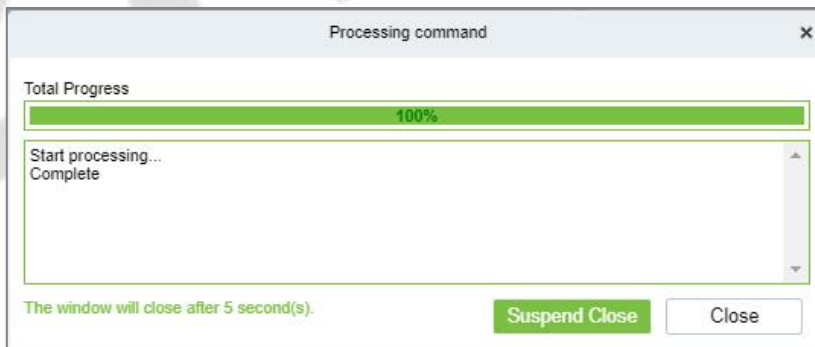 Processing command
×
Total Progress
100%
Start processing...
Complete
The window will close after 5 second(s).
Suspend Close
Close